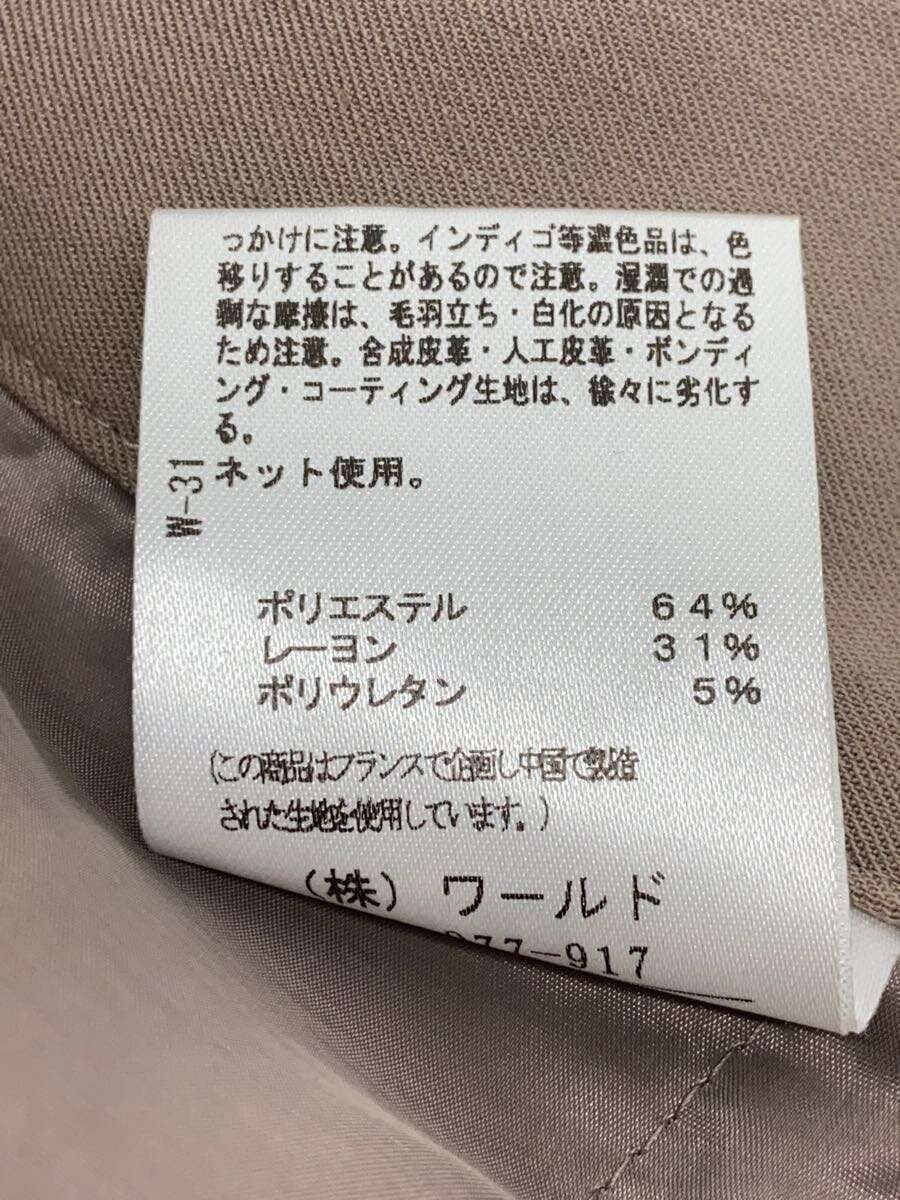 っかけに注意。インディゴ等濃色品は、色
移りすることがあるので注意。湿潤での過
剰な摩擦は、毛羽立ち・白化の原因となる
ため注意。合成皮革・人工皮革・ボンディ
ング・コーティング生地は、徐々に劣化す
る。
W-31
ネット使用。
ポリエステル 64%
レーヨン 31%
ポリウレタン 5%
(この商品はフランスで企画し中国で製造
された生地を使用しています。)
(株) ワールド
977-917